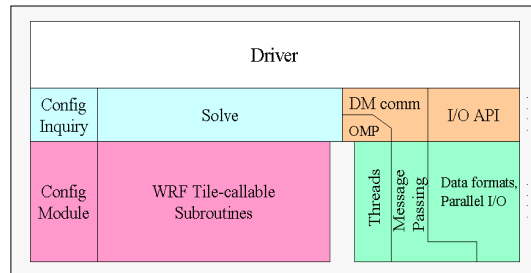 Driver
Config
Inquiry
Solve
DM comm
OMP
I/O API
Config
Module
WRF Tile-callable
Subroutines
Threads
Message
Passing
Data formats,
Parallel I/O